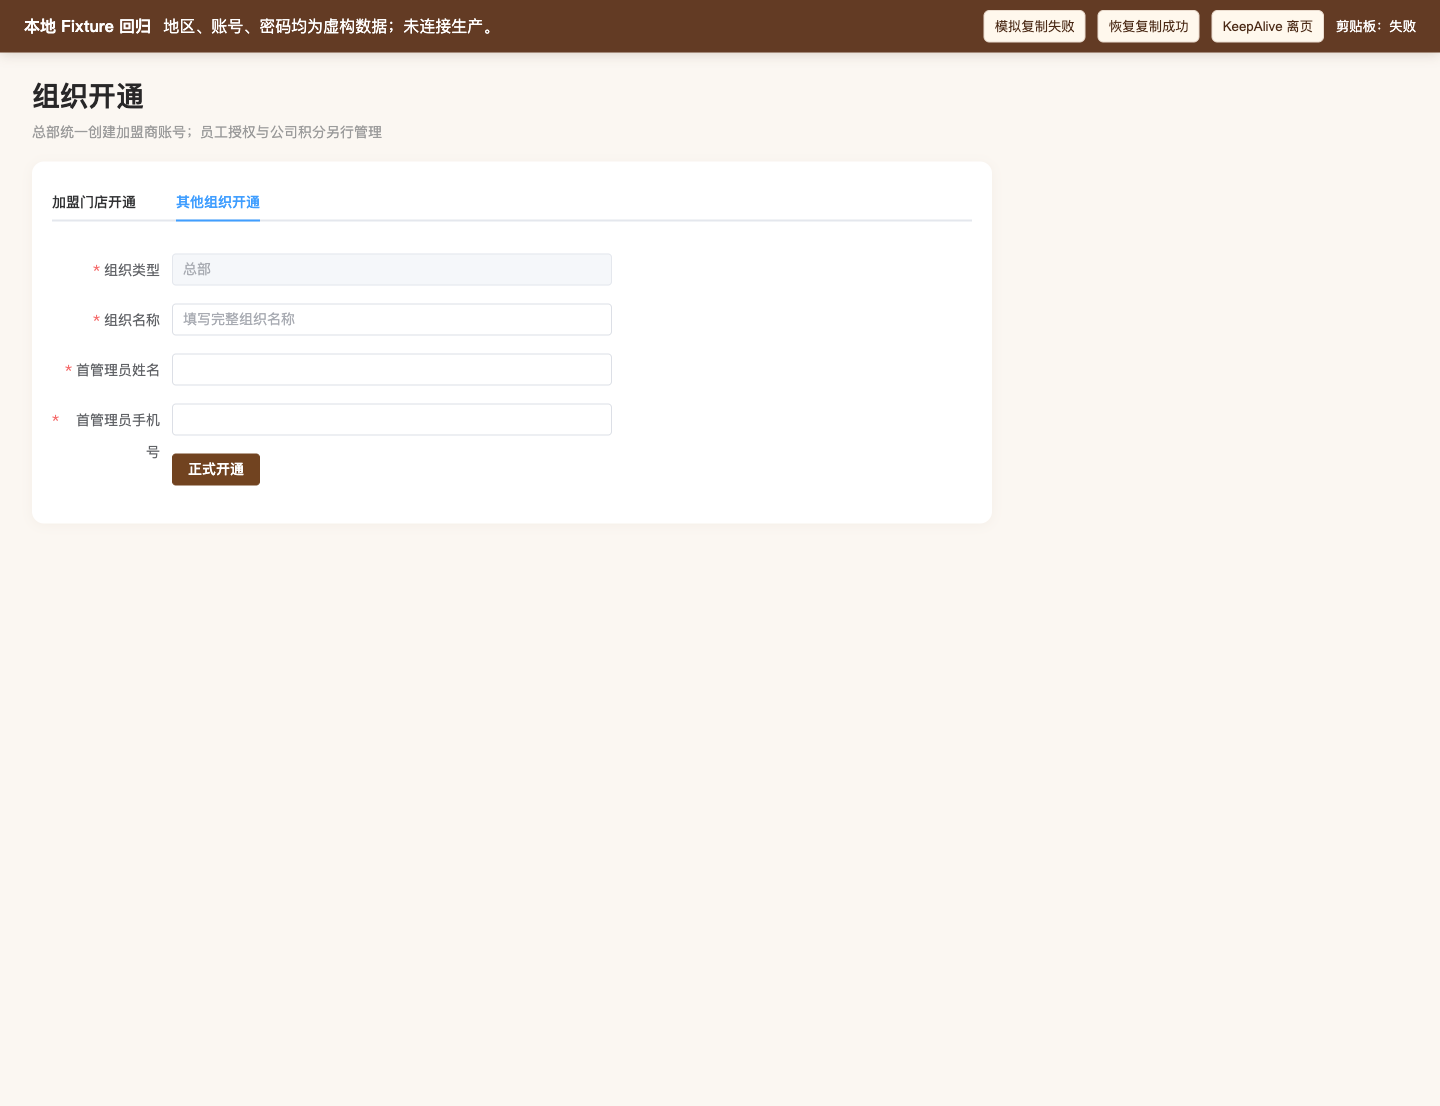 本地 Fixture 回归 地区、账号、密码均为虚构数据；未连接生产。 模拟复制失败 恢复复制成功 KeepAlive 离页 剪贴板：失败
组织开通
总部统一创建加盟商账号；员工授权与公司积分另行管理
加盟门店开通 其他组织开通
* 组织类型 总部
* 组织名称 填写完整组织名称
* 首管理员姓名
* 首管理员手机
号
正式开通